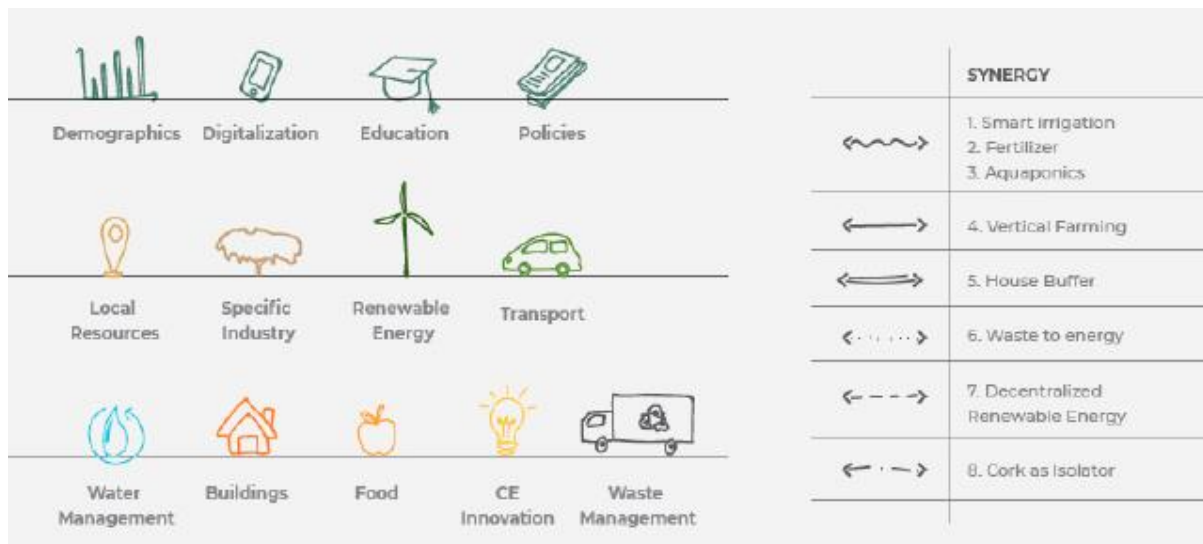 Demographics Digitalization Education Policies
Local Resources
Specific Industry
Renewable Energy
Transport
Water Management
Buildings
Food
CE Innovation
Waste Management
SYNERGY
1. Smart irrigation
2. Fertilizer
3. Aquaponics
4. Vertical Farming
5. House Buffer
6. Waste to energy
7. Decentralized
Renewable Energy
8. Cork as Isolator